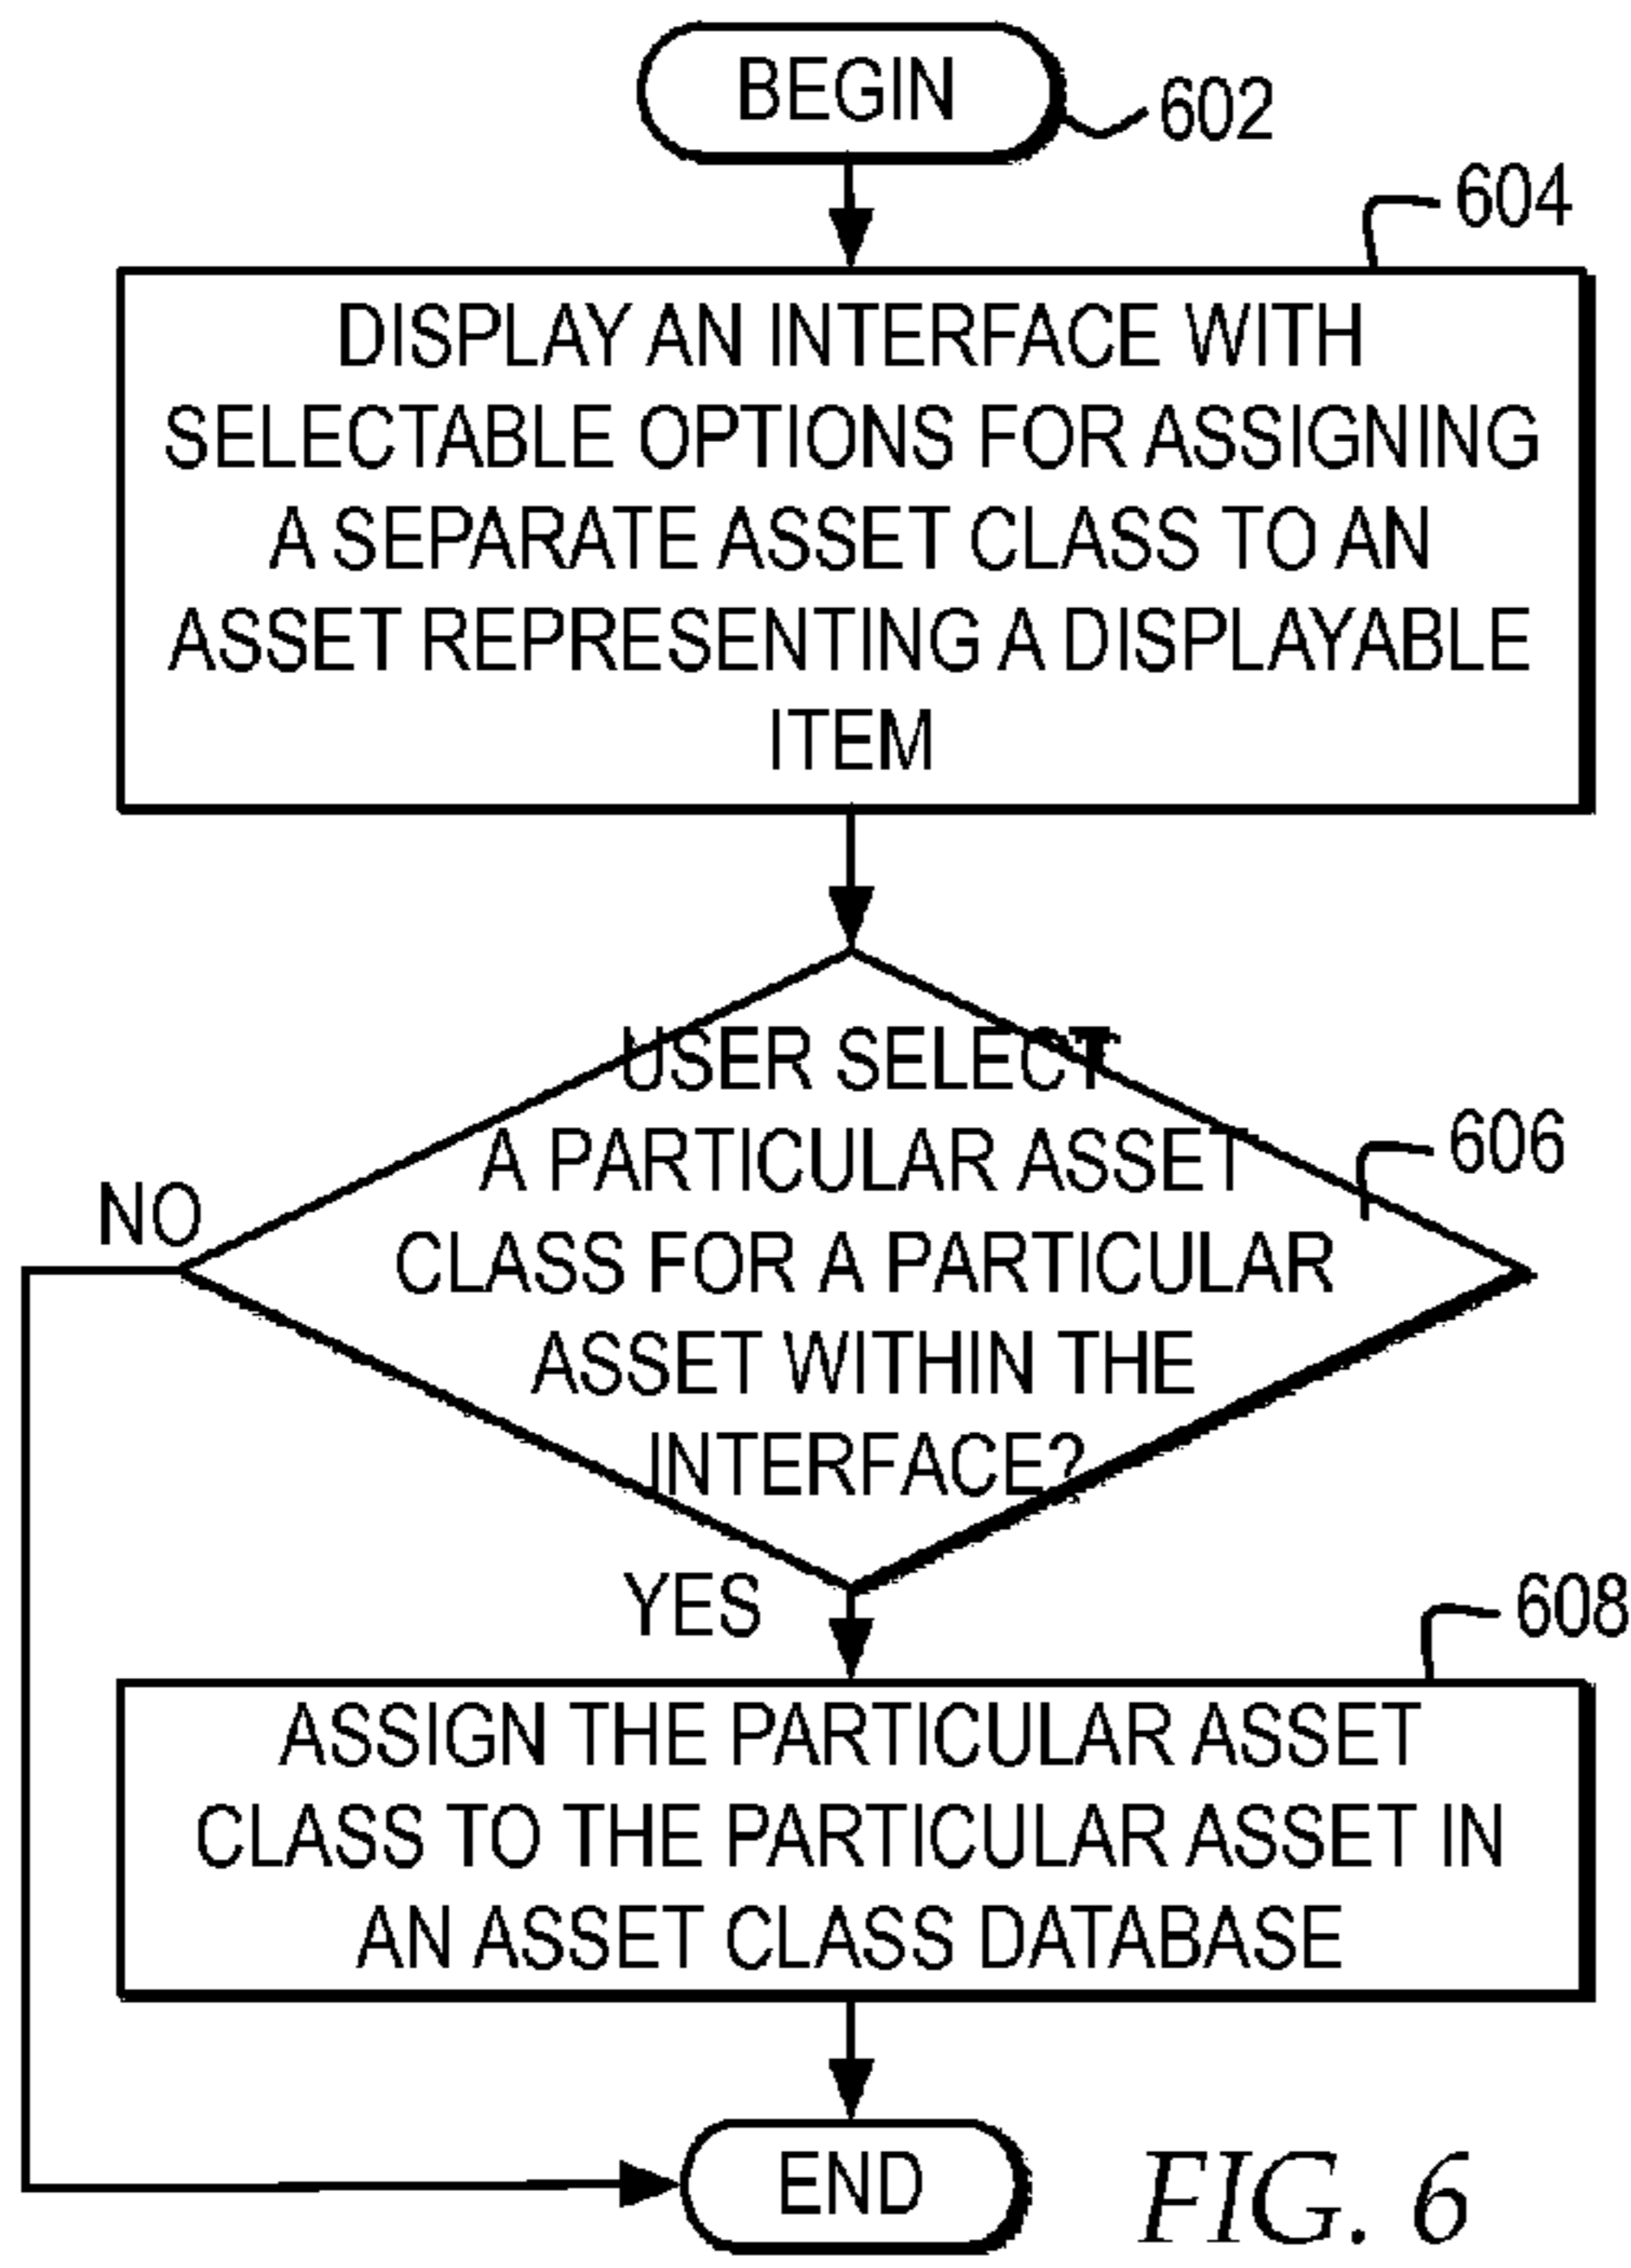 BEGIN
602
604
DISPLAY AN INTERFACE WITH
SELECTABLE OPTIONS FOR ASSIGNING
A SEPARATE ASSET CLASS TO AN
ASSET REPRESENTING A DISPLAYABLE
ITEM
USER SELECT
A PARTICULAR ASSET
CLASS FOR A PARTICULAR
ASSET WITHIN THE
INTERFACE?
606
NO
YES
608
ASSIGN THE PARTICULAR ASSET
CLASS TO THE PARTICULAR ASSET IN
AN ASSET CLASS DATABASE
END
FIG. 6